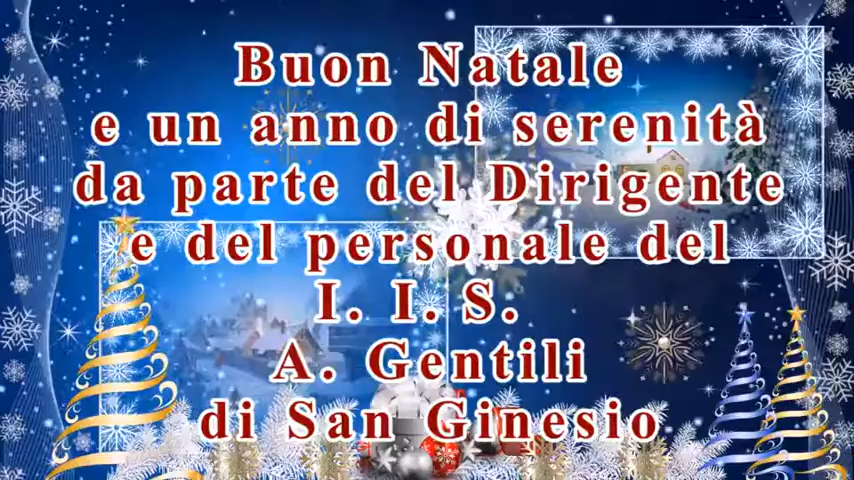 Buon Natale
e un anno di serenità
da parte del Dirigente
e del personale del
I. I. S.
A. Gentili
di San Ginesio